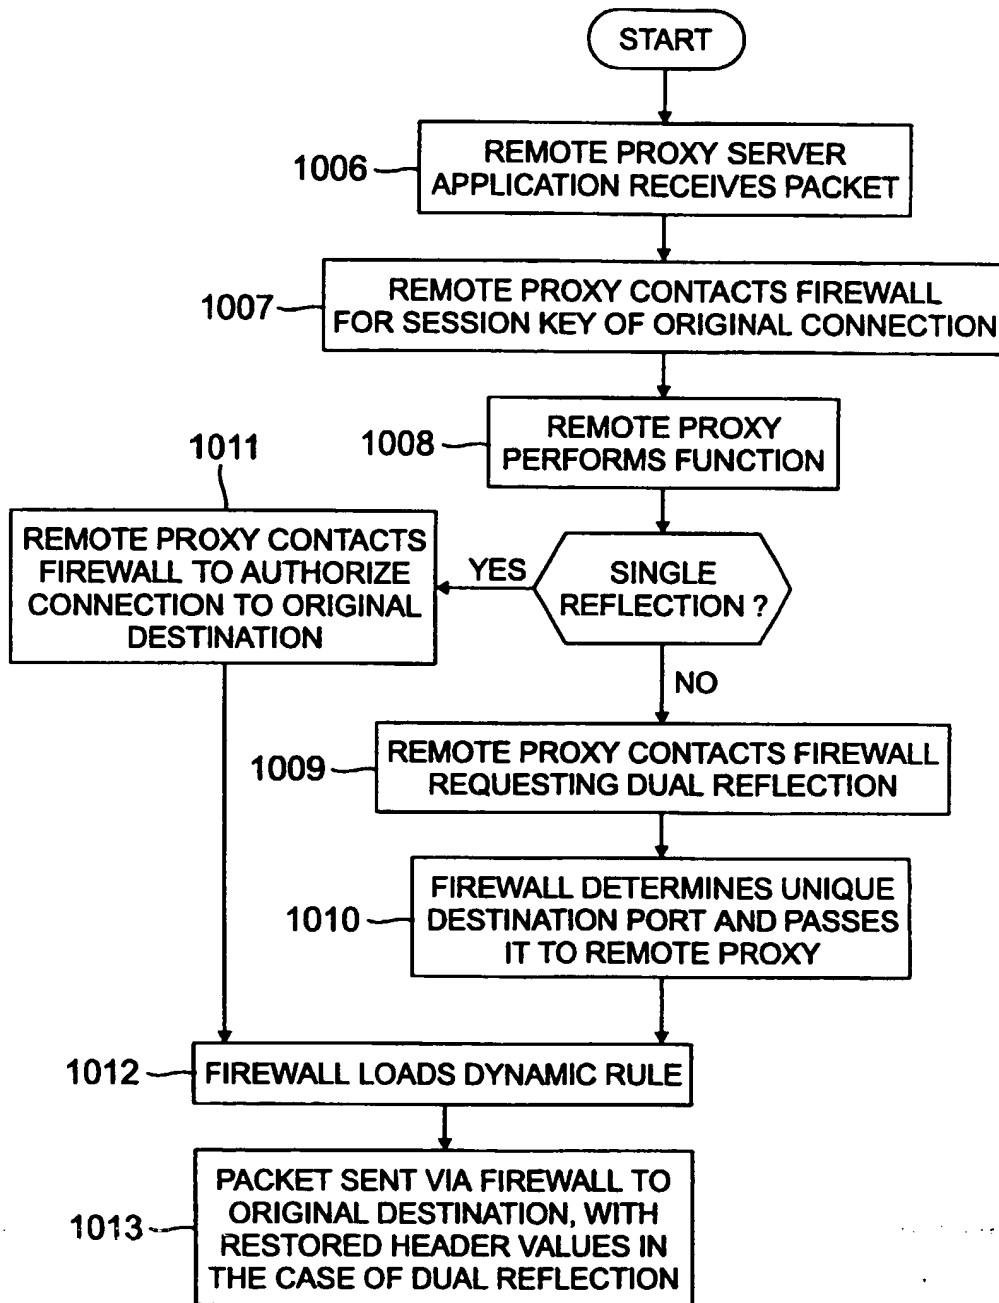 START
1006
REMOTE PROXY SERVER
APPLICATION RECEIVES PACKET
1007
REMOTE PROXY CONTACTS FIREWALL
FOR SESSION KEY OF ORIGINAL CONNECTION
1008
REMOTE PROXY
PERFORMS FUNCTION
1011
REMOTE PROXY CONTACTS
FIREWALL TO AUTHORIZE
CONNECTION TO ORIGINAL
DESTINATION
YES
SINGLE
REFLECTION ?
NO
1009
REMOTE PROXY CONTACTS FIREWALL
REQUESTING DUAL REFLECTION
1010
FIREWALL DETERMINES UNIQUE
DESTINATION PORT AND PASSES
IT TO REMOTE PROXY
1012
FIREWALL LOADS DYNAMIC RULE
1013
PACKET SENT VIA FIREWALL TO
ORIGINAL DESTINATION, WITH
RESTORED HEADER VALUES IN
THE CASE OF DUAL REFLECTION